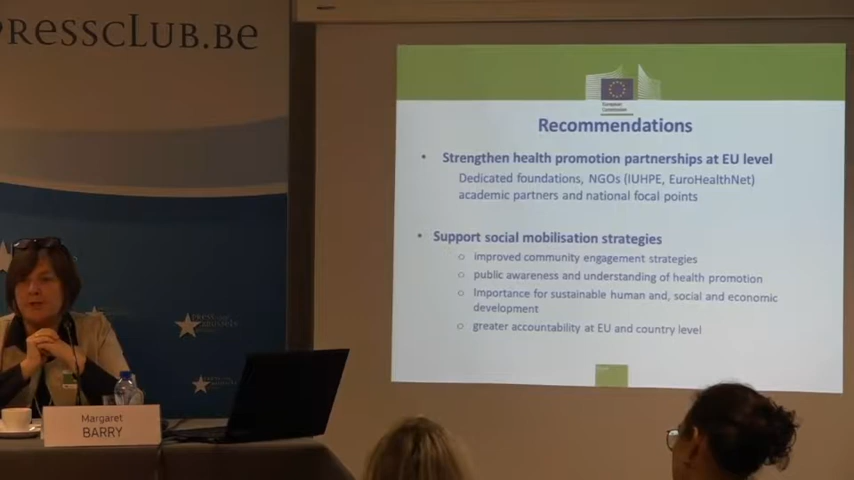 PRESSCLUB.BE
European
Commission
Recommendations
• Strengthen health promotion partnerships at EU level
Dedicated foundations, NGOs (IUHPE, EuroHealthNet)
academic partners and national focal points
• Support social mobilisation strategies
○ improved community engagement strategies
○ public awareness and understanding of health promotion
○ Importance for sustainable human and, social and economic
development
○ greater accountability at EU and country level
Margaret
BARRY